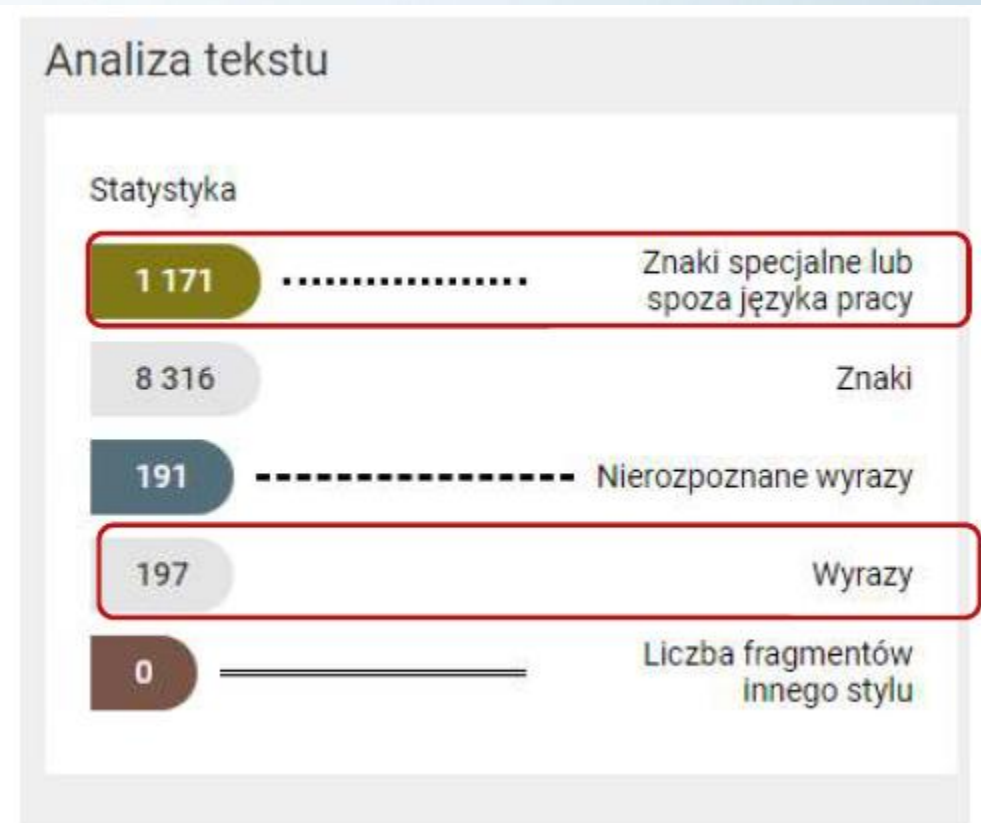 Analiza tekstu
Statystyka
1 171
Znaki specjalne lub
spoza języka pracy
8 316
Znaki
191
Nierozpoznane wyrazy
197
Wyrazy
0
Liczba fragmentów
innego stylu